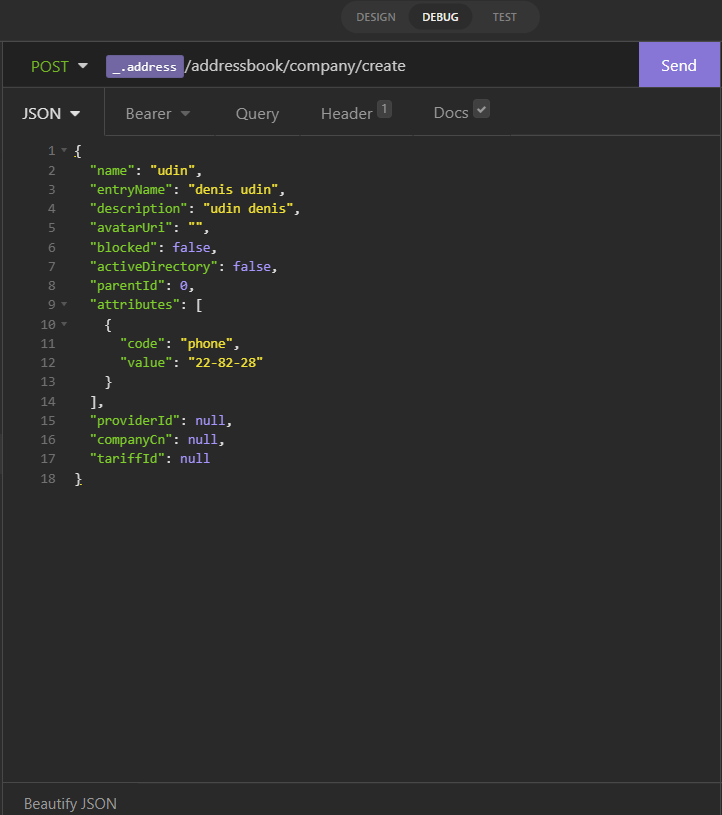 DESIGN DEBUG TEST
POST _.address/addressbook/company/create Send
JSON Bearer Query Header 1 Docs
1 {
2 "name": "udin",
3 "entryName": "denis udin",
4 "description": "udin denis",
5 "avatarUri": "",
6 "blocked": false,
7 "activeDirectory": false,
8 "parentId": 0,
9 "attributes": [
10 {
11 "code": "phone",
12 "value": "22-82-28"
13 }
14 ],
15 "providerId": null,
16 "companyCn": null,
17 "tariffId": null
18 }
Beautify JSON